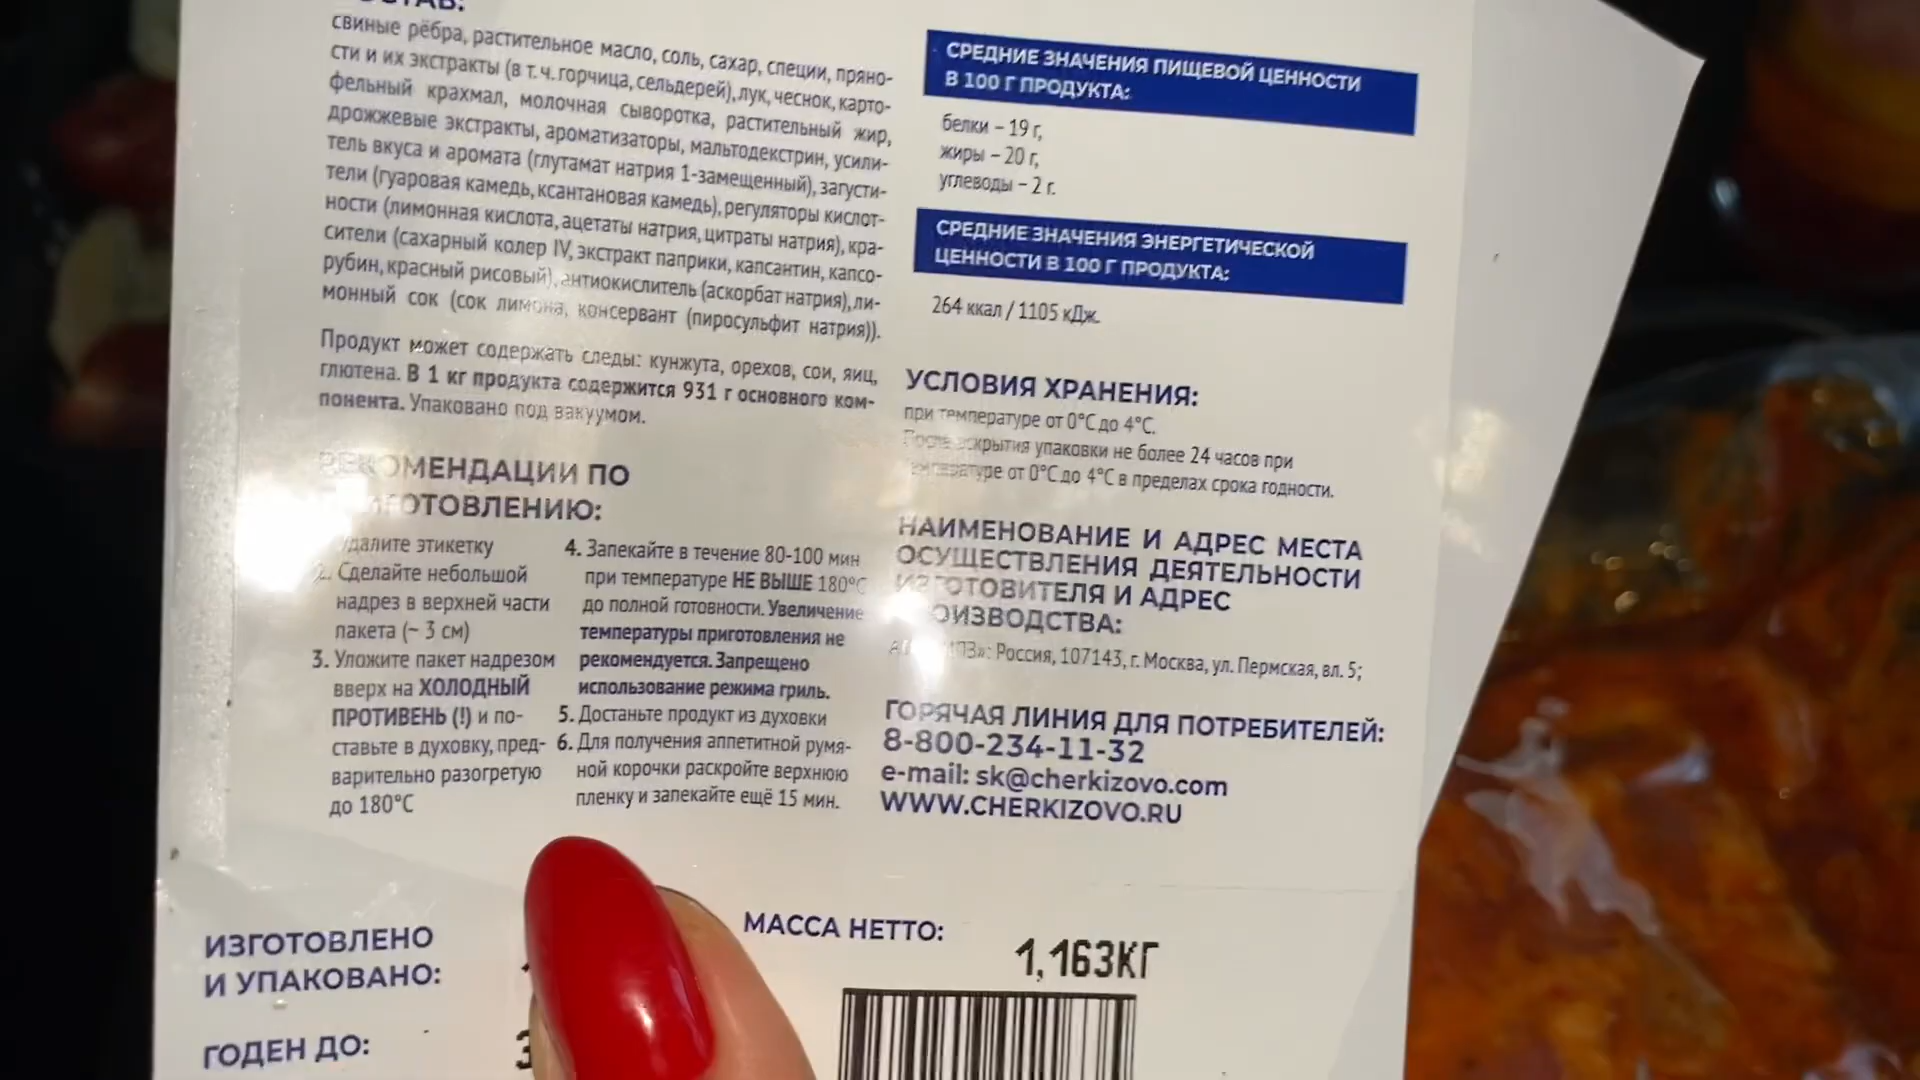 свиные рёбра, растительное масло, соль, сахар, специи, пряно-
сти и их экстракты (в т. ч. горчица, сельдерей), лук, чеснок, карто-
фельный крахмал, молочная сыворотка, растительный жир,
дрожжевые экстракты, ароматизаторы, мальтодекстрин, усили-
тель вкуса и аромата (глутамат натрия 1-замещенный), загусти-
тели (гуаровая камедь, ксантановая камедь), регуляторы кислот-
ности (лимонная кислота, ацетаты натрия, цитраты натрия), кра-
сители (сахарный колер IV, экстракт паприки, капсантин, капсо-
рубин, красный рисовый), антиокислитель (аскорбат натрия), ли-
монный сок (сок лимона, консервант (пиросульфит натрия)).
Продукт может содержать следы: кунжута, орехов, сои, яиц,
глютена. В 1 кг продукта содержится 931 г основного ком-
понента. Упаковано под вакуумом.
РЕКОМЕНДАЦИИ ПО
ГОТОВЛЕНИЮ:
Удалите этикетку
2. Сделайте небольшой
надрез в верхней части
пакета (~ 3 см)
3. Уложите пакет надрезом
вверх на ХОЛОДНЫЙ
ПРОТИВЕНЬ (!) и по-
ставьте в духовку, пред-
варительно разогретую
до 180°C
4. Запекайте в течение 80-100 мин
при температуре НЕ ВЫШЕ 180°C
до полной готовности. Увеличение
температуры приготовления не
рекомендуется. Запрещено
использование режима гриль.
5. Достаньте продукт из духовки
6. Для получения аппетитной румя-
ной корочки раскройте верхнюю
пленку и запекайте ещё 15 мин.
СРЕДНИЕ ЗНАЧЕНИЯ ПИЩЕВОЙ ЦЕННОСТИ
В 100 Г ПРОДУКТА:
белки – 19 г,
жиры – 20 г,
углеводы – 2 г.
СРЕДНИЕ ЗНАЧЕНИЯ ЭНЕРГЕТИЧЕСКОЙ
ЦЕННОСТИ В 100 Г ПРОДУКТА:
264 ккал / 1105 кДж.
УСЛОВИЯ ХРАНЕНИЯ:
при температуре от 0°C до 4°C.
После вскрытия упаковки не более 24 часов при
температуре от 0°C до 4°C в пределах срока годности.
НАИМЕНОВАНИЕ И АДРЕС МЕСТА
ОСУЩЕСТВЛЕНИЯ ДЕЯТЕЛЬНОСТИ
ИЗГОТОВИТЕЛЯ И АДРЕС
ОИЗВОДСТВА:
Россия, 107143, г. Москва, ул. Пермская, вл. 5;
ГОРЯЧАЯ ЛИНИЯ ДЛЯ ПОТРЕБИТЕЛЕЙ:
8-800-234-11-32
e-mail: sk@cherkizovo.com
WWW.CHERKIZOVO.RU
ИЗГОТОВЛЕНО
И УПАКОВАНО:
ГОДЕН ДО:
МАССА НЕТТО:
1,163КГ